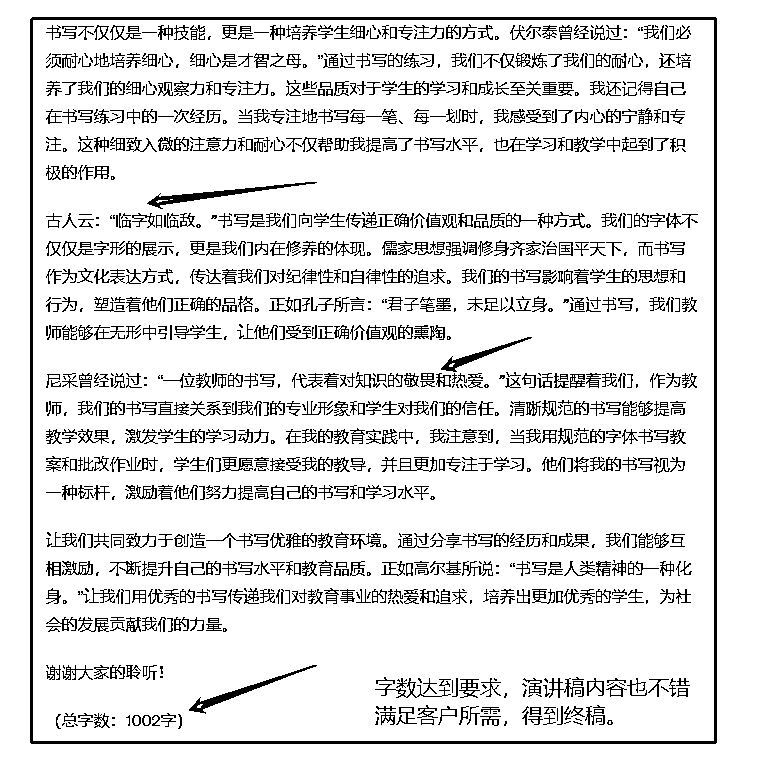 书写不仅仅是一种技能，更是一种培养学生细心和专注力的方式。伏尔泰曾经说过：“我们必
须耐心地培养细心，细心是才智之母。”通过书写的练习，我们不仅锻炼了我们的耐心，还培
养了我们的细心观察力和专注力。这些品质对于学生的学习和成长至关重要。我还记得自己
在书写练习中的一次经历。当我专注地书写每一笔、每一划时，我感受到了内心的宁静和专
注。这种细致入微的注意力和耐心不仅帮助我提高了书写水平，也在学习和教学中起到了积
极的作用。
古人云：“临字如临敌。”书写是我们向学生传递正确价值观和品质的一种方式。我们的字体不
仅仅是字形的展示，更是我们内在修养的体现。儒家思想强调修身齐家治国平天下，而书写
作为文化表达方式，传达着我们对纪律性和自律性的追求。我们的书写影响着学生的思想和
行为，塑造着他们正确的品格。正如孔子所言：“君子笔墨，未足以立身。”通过书写，我们教
师能够在无形中引导学生，让他们受到正确价值观的熏陶。
尼采曾经说过：“一位教师的书写，代表着对知识的敬畏和热爱。”这句话提醒着我们，作为教
师，我们的书写直接关系到我们的专业形象和学生对我们的信任。清晰规范的书写能够提高
教学效果，激发学生的学习动力。在我的教育实践中，我注意到，当我用规范的字体书写教
案和批改作业时，学生们更愿意接受我的教导，并且更加专注于学习。他们将我的书写视为
一种标杆，激励着他们努力提高自己的书写和学习水平。
让我们共同致力于创造一个书写优雅的教育环境。通过分享书写的经历和成果，我们能够互
相激励，不断提升自己的书写水平和教育品质。正如高尔基所说：“书写是人类精神的一种化
身。”让我们用优秀的书写传递我们对教育事业的热爱和追求，培养出更加优秀的学生，为社
会的发展贡献我们的力量。
谢谢大家的聆听！
（总字数：1002字）
字数达到要求，演讲稿内容也不错
满足客户所需，得到终稿。